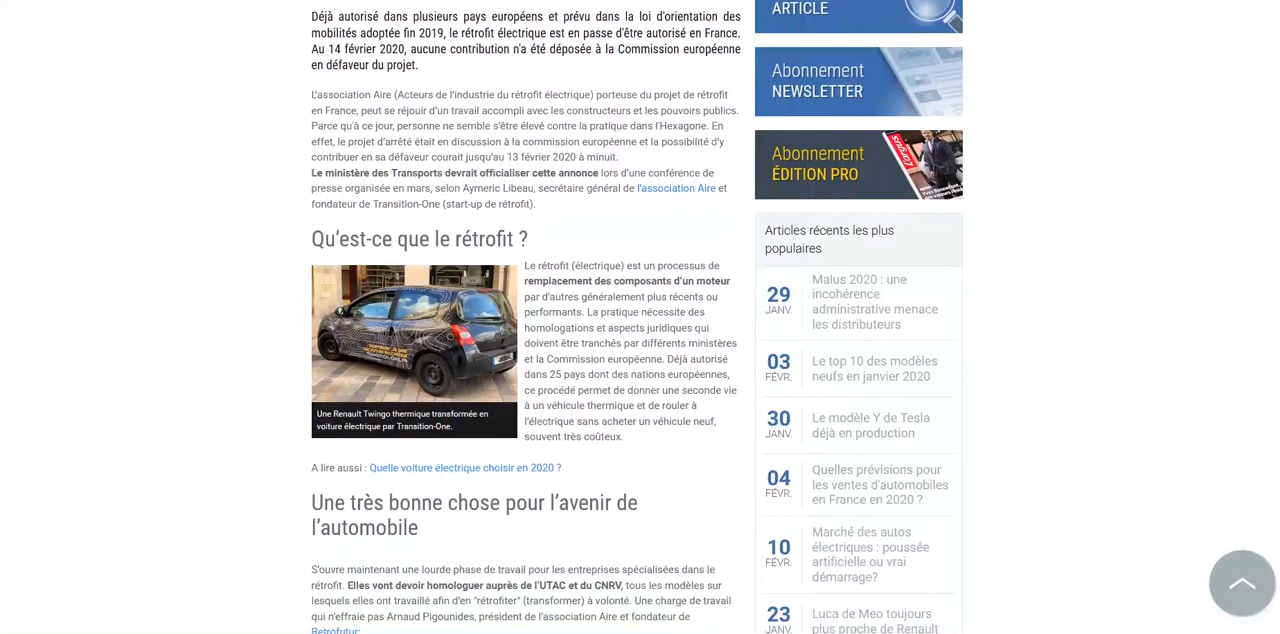 Déjà autorisé dans plusieurs pays européens et prévu dans la loi d'orientation des
mobilités adoptée fin 2019, le rétrofit électrique est en passe d'être autorisé en France.
Au 14 février 2020, aucune contribution n'a été déposée à la Commission européenne
en défaveur du projet.
L'association Aire (Acteurs de l'industrie du rétrofit électrique) porteuse du projet de rétrofit
en France, peut se réjouir d'un travail accompli avec les constructeurs et les pouvoirs publics.
Parce qu'à ce jour, personne ne semble s'être élevé contre la pratique dans l'Hexagone. En
effet, le projet d'arrêté était en discussion à la commission européenne et la possibilité d'y
contribuer en sa défaveur courait jusqu'au 13 février 2020 à minuit.
Le ministère des Transports devrait officialiser cette annonce lors d'une conférence de
presse organisée en mars, selon Aymeric Libeau, secrétaire général de l'association Aire et
fondateur de Transition-One (start-up de rétrofit).
Qu'est-ce que le rétrofit ?
Le rétrofit (électrique) est un processus de
remplacement des composants d'un moteur
par d'autres généralement plus récents ou
performants. La pratique nécessite des
homologations et aspects juridiques qui
doivent être tranchés par différents ministères
et la Commission européenne. Déjà autorisé
dans 25 pays dont des nations européennes,
ce procédé permet de donner une seconde vie
à un véhicule thermique et de rouler à
l'électrique sans acheter un véhicule neuf,
souvent très coûteux.
Une Renault Twingo thermique transformée en
voiture électrique par Transition-One.
A lire aussi : Quelle voiture électrique choisir en 2020 ?
Une très bonne chose pour l'avenir de
l'automobile
S'ouvre maintenant une lourde phase de travail pour les entreprises spécialisées dans le
rétrofit. Elles vont devoir homologuer auprès de l'UTAC et du CNRV, tous les modèles sur
lesquels elles ont travaillé afin d'en "rétrofiter" (transformer) à volonté. Une charge de travail
qui n'effraie pas Arnaud Pigounides, président de l'association Aire et fondateur de
Retrofutur:
ARTICLE
Abonnement
NEWSLETTER
Abonnement
ÉDITION PRO
l'argus
Articles récents les plus
populaires
29
JANV.
Malus 2020 : une
incohérence
administrative menace
les distributeurs
03
FÉVR.
Le top 10 des modèles
neufs en janvier 2020
30
JANV.
Le modèle Y de Tesla
déjà en production
04
FÉVR.
Quelles prévisions pour
les ventes d'automobiles
en France en 2020 ?
10
FÉVR.
Marché des autos
électriques : poussée
artificielle ou vrai
démarrage?
23
JANV.
Luca de Meo toujours
plus proche de Renault